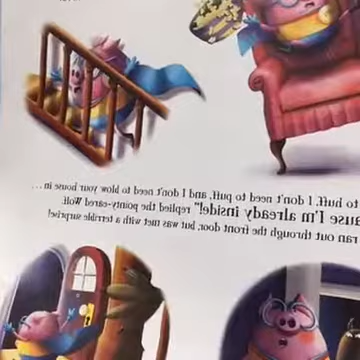 to huff. I don't need to puff, and I don't need to blow your house in...
ause I'm already inside!" replied the pointy-eared Wolf.
ran out through the front door, but was met with a terrible surprise!